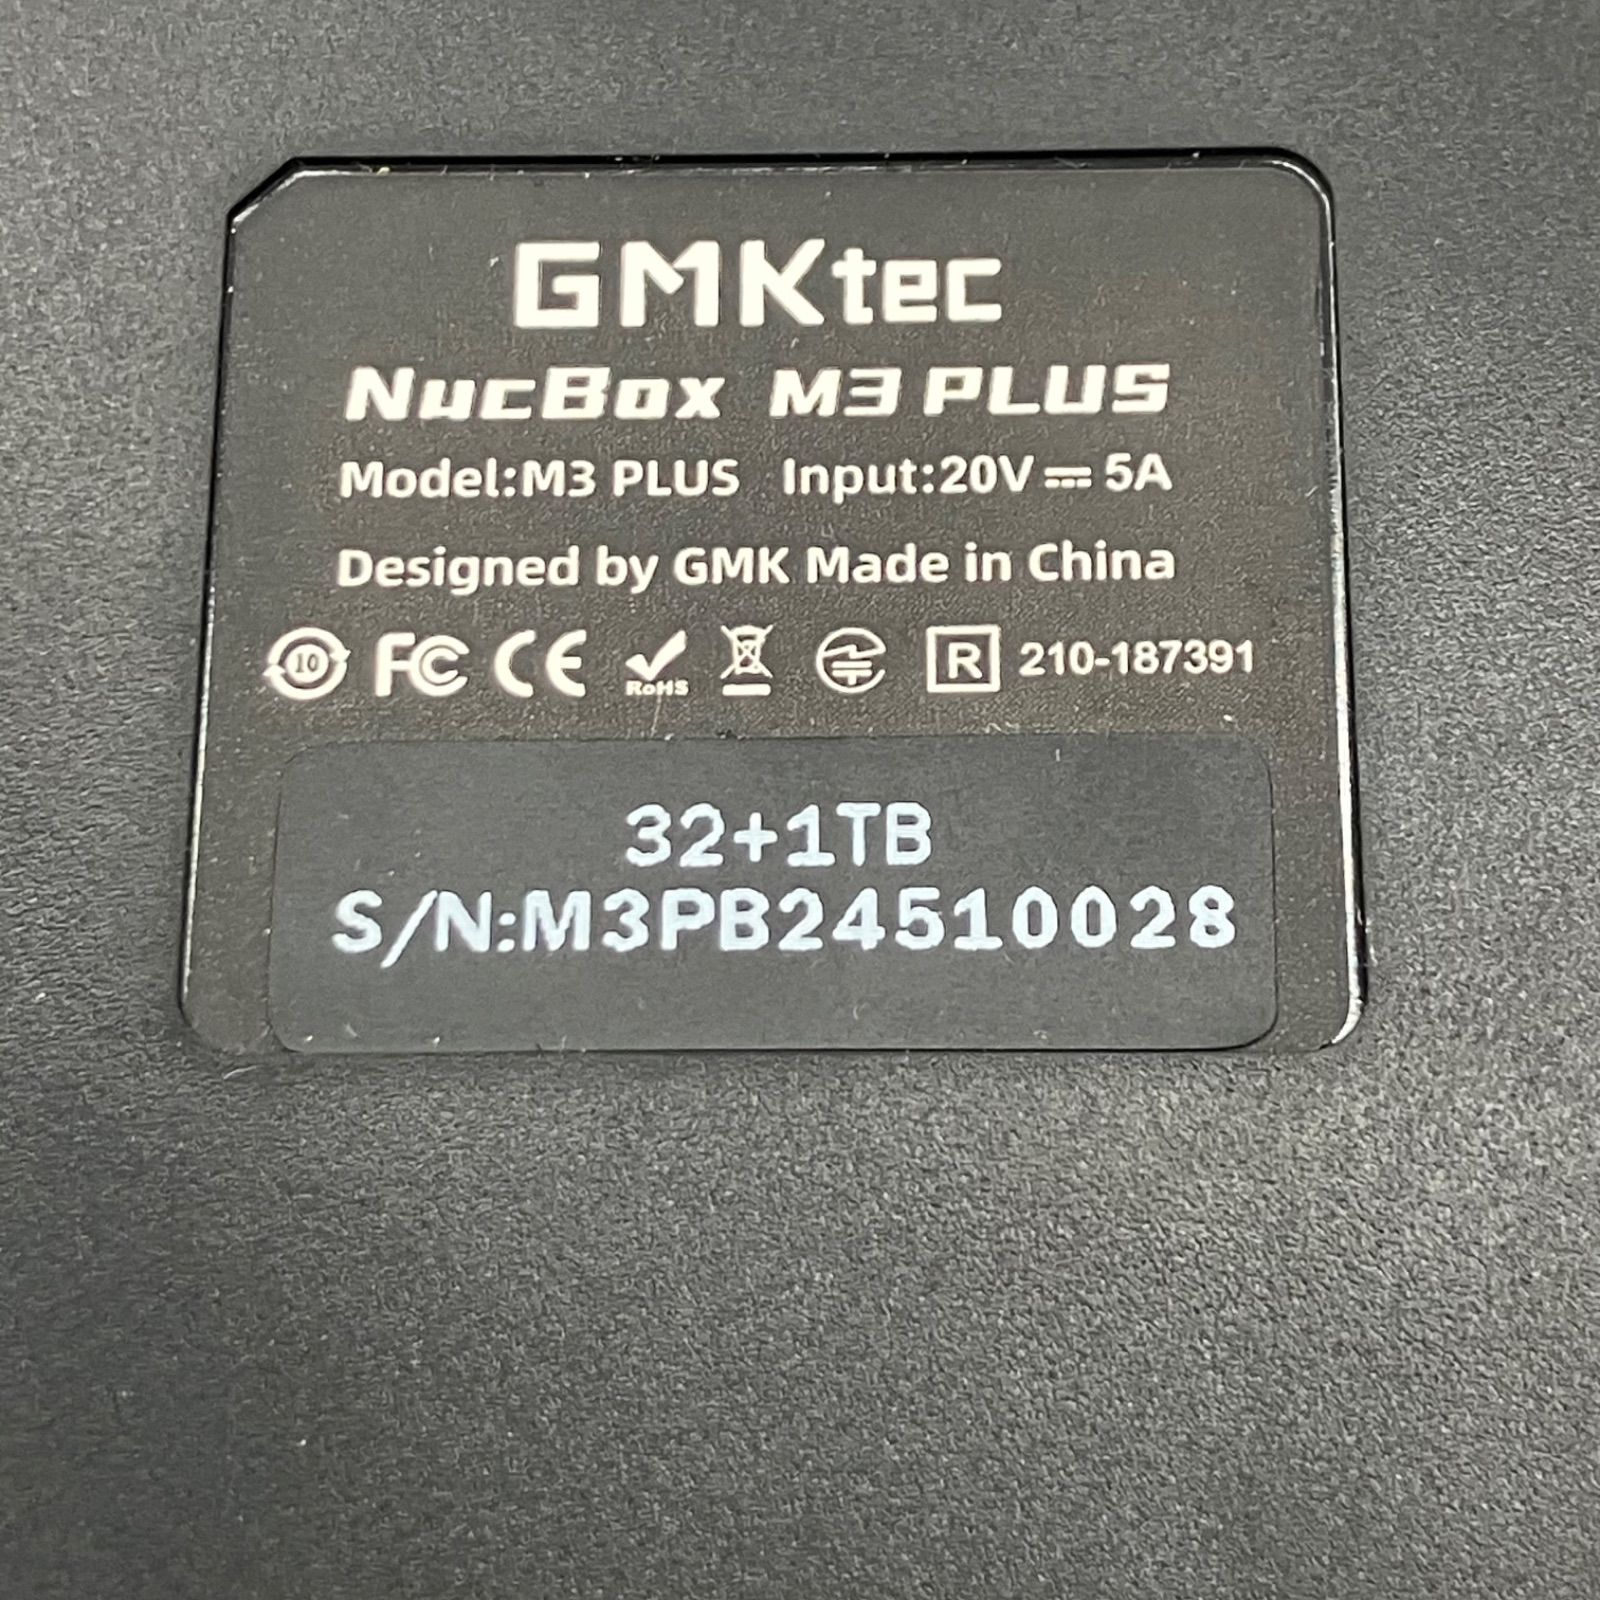 GMKtec
NucBox M3 PLUS
Model:M3 PLUS Input:20V⎓5A
Designed by GMK Made in China
10 FC CE RoHS R 210-187391
32+1TB
S/N:M3PB24510028